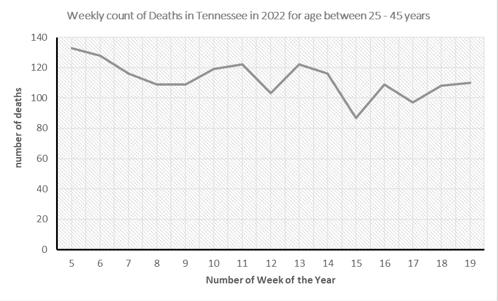 Weekly count of Deaths in Tennessee in 2022 for age between 25 - 45 years
140
120
100
80
60
40
20
0
number of deaths
5 6 7 8 9 10 11 12 13 14 15 16 17 18 19
Number of Week of the Year